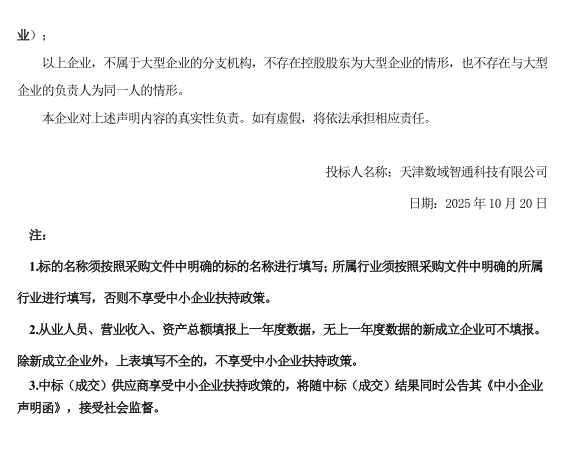 业）；
以上企业，不属于大型企业的分支机构，不存在控股股东为大型企业的情形，也不存在与大型
企业的负责人为同一人的情形。
本企业对上述声明内容的真实性负责。如有虚假，将依法承担相应责任。
投标人名称：天津数域智通科技有限公司
日期：2025 年 10 月 20 日
注：
1.标的名称须按照采购文件中明确的标的名称进行填写；所属行业须按照采购文件中明确的所属
行业进行填写，否则不享受中小企业扶持政策。
2.从业人员、营业收入、资产总额填报上一年度数据，无上一年度数据的新成立企业可不填报。
除新成立企业外，上表填写不全的，不享受中小企业扶持政策。
3.中标（成交）供应商享受中小企业扶持政策的，将随中标（成交）结果同时公告其《中小企业
声明函》，接受社会监督。